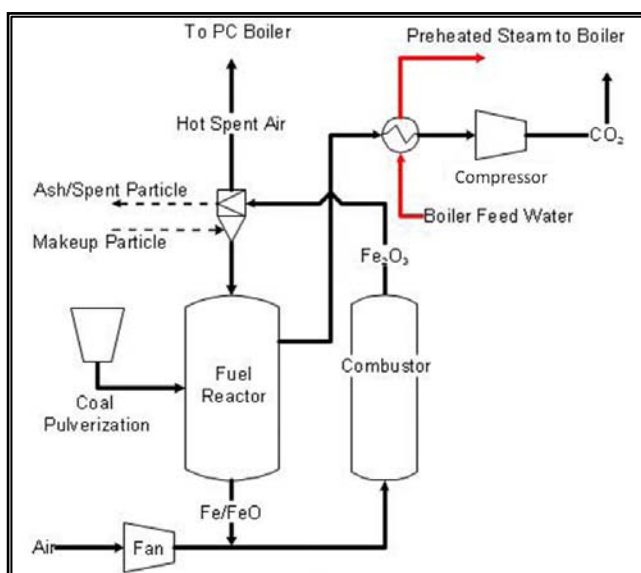 To PC Boiler
Preheated Steam to Boiler
Hot Spent Air
CO₂
Compressor
Ash/Spent Particle
Boiler Feed Water
Makeup Particle
Fe₂O₃
Fuel
Reactor
Combustor
Coal
Pulverization
Fe/FeO
Air
Fan